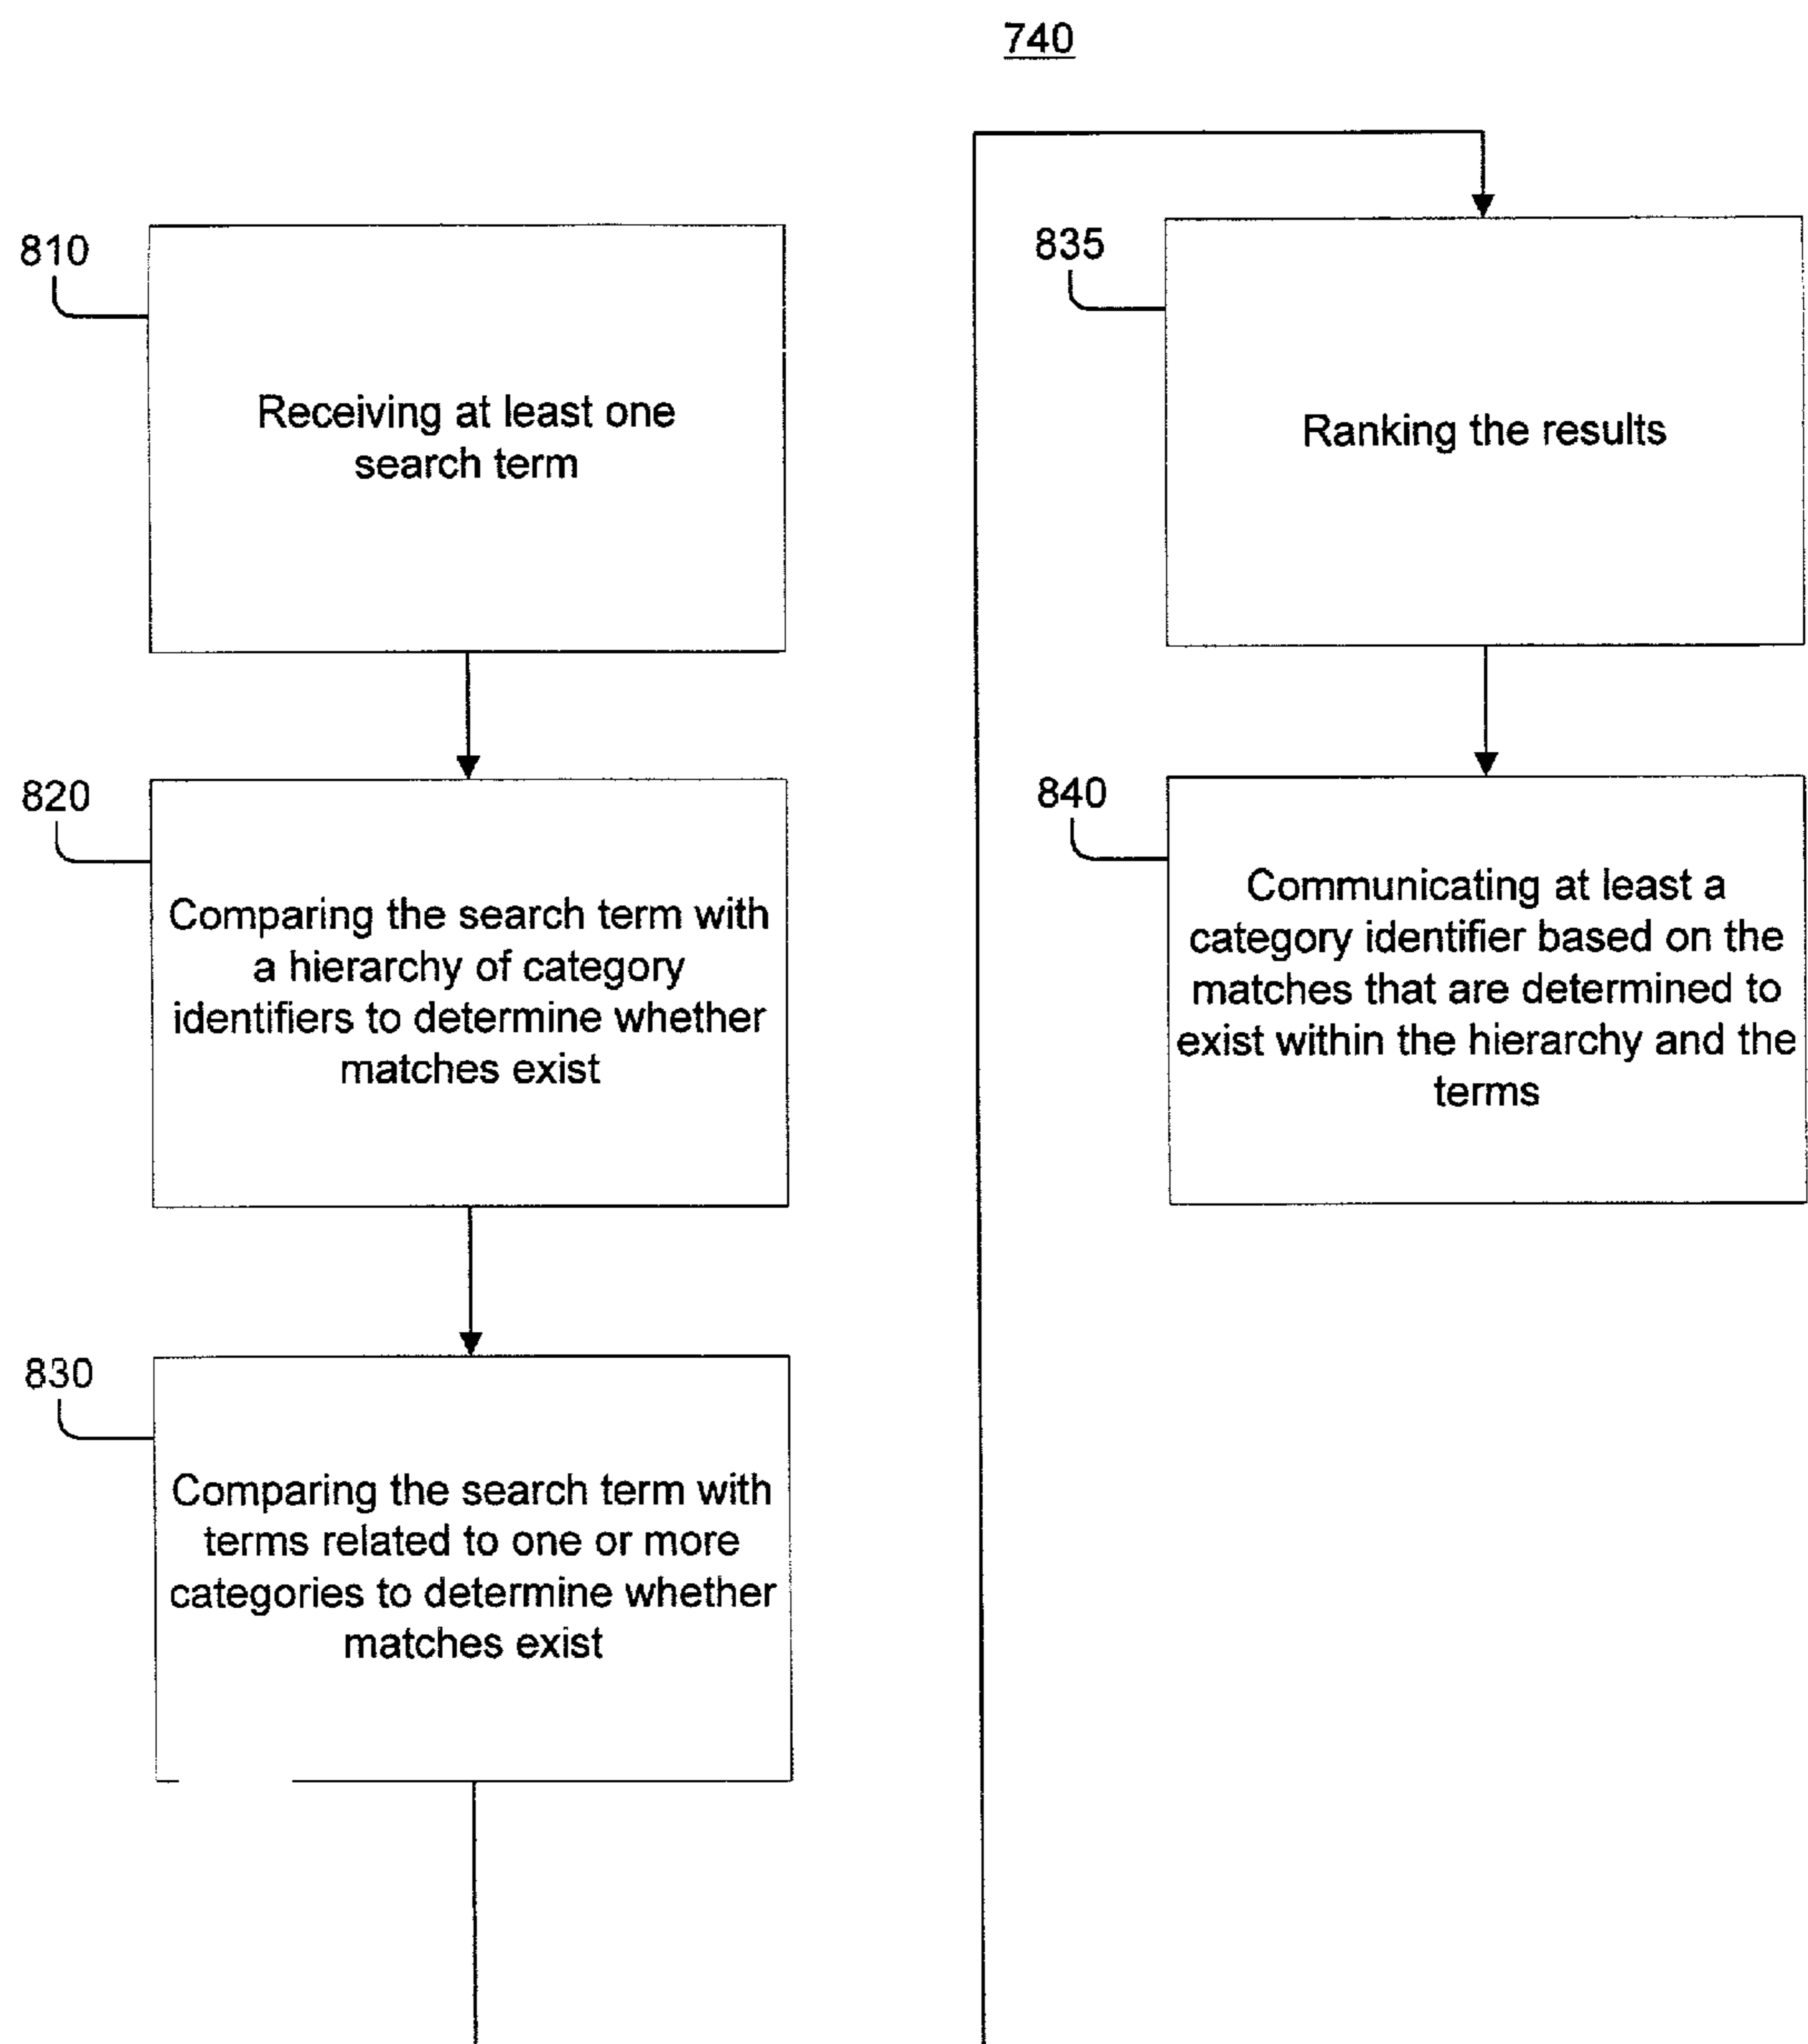 740
810
Receiving at least one
search term
820
Comparing the search term with
a hierarchy of category
identifiers to determine whether
matches exist
830
Comparing the search term with
terms related to one or more
categories to determine whether
matches exist
835
Ranking the results
840
Communicating at least a
category identifier based on the
matches that are determined to
exist within the hierarchy and the
terms